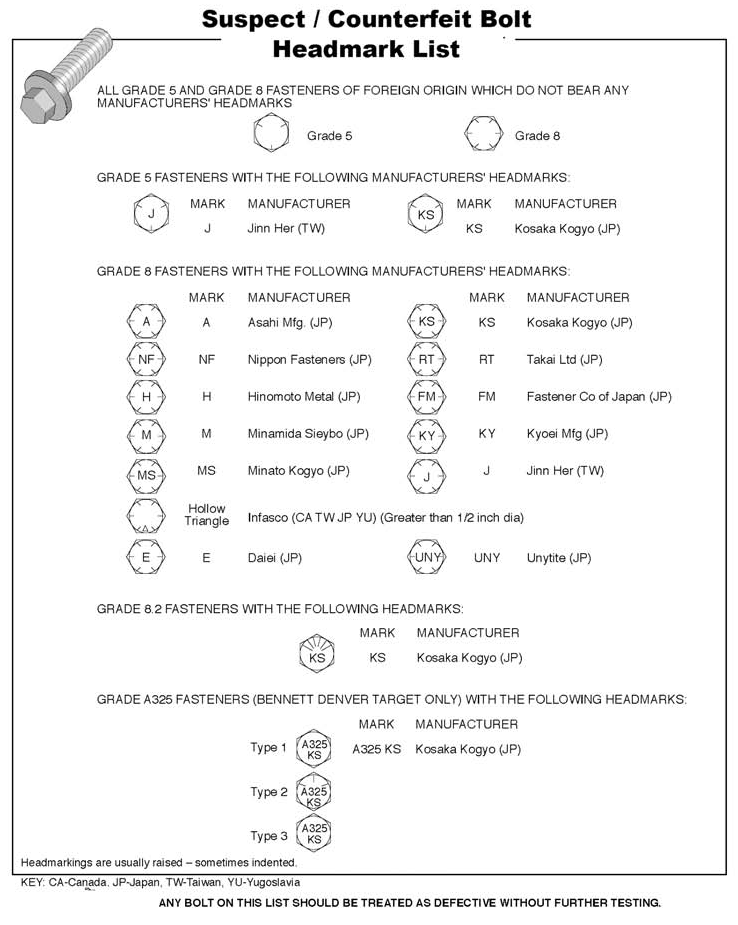 Suspect / Counterfeit Bolt
Headmark List
ALL GRADE 5 AND GRADE 8 FASTENERS OF FOREIGN ORIGIN WHICH DO NOT BEAR ANY
MANUFACTURERS' HEADMARKS
Grade 5 Grade 8
GRADE 5 FASTENERS WITH THE FOLLOWING MANUFACTURERS' HEADMARKS:
MARK MANUFACTURER MARK MANUFACTURER
J J Jinn Her (TW) KS KS Kosaka Kogyo (JP)
GRADE 8 FASTENERS WITH THE FOLLOWING MANUFACTURERS' HEADMARKS:
MARK MANUFACTURER MARK MANUFACTURER
A A Asahi Mfg. (JP) KS KS Kosaka Kogyo (JP)
NF NF Nippon Fasteners (JP) RT RT Takai Ltd (JP)
H H Hinomoto Metal (JP) FM FM Fastener Co of Japan (JP)
M M Minamida Sieybo (JP) KY KY Kyoei Mfg (JP)
MS MS Minato Kogyo (JP) J J Jinn Her (TW)
Hollow
Triangle Infasco (CA TW JP YU) (Greater than 1/2 inch dia)
E E Daiei (JP) UNY UNY Unytite (JP)
GRADE 8.2 FASTENERS WITH THE FOLLOWING HEADMARKS:
MARK MANUFACTURER
KS KS Kosaka Kogyo (JP)
GRADE A325 FASTENERS (BENNETT DENVER TARGET ONLY) WITH THE FOLLOWING HEADMARKS:
MARK MANUFACTURER
Type 1 A325 KS A325 KS Kosaka Kogyo (JP)
Type 2 A325 KS
Type 3 A325 KS
Headmarkings are usually raised – sometimes indented.
KEY: CA-Canada. JP-Japan, TW-Taiwan, YU-Yugoslavia
ANY BOLT ON THIS LIST SHOULD BE TREATED AS DEFECTIVE WITHOUT FURTHER TESTING.